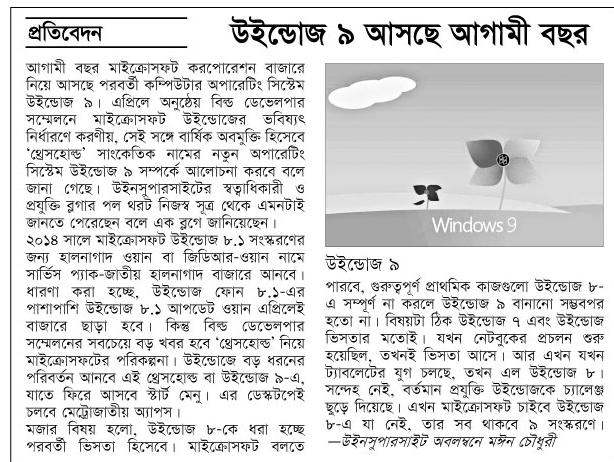 প্রতিবেদন
উইন্ডোজ ৯ আসছে আগামী বছর
আগামী বছর মাইক্রোসফট করপোরেশন বাজারে
নিয়ে আসছে পরবর্তী কম্পিউটার অপারেটিং সিস্টেম
উইন্ডোজ ৯। এপ্রিলে অনুষ্ঠেয় বিল্ড ডেভেলপার
সম্মেলনে মাইক্রোসফট উইন্ডোজের ভবিষ্যৎ
নির্ধারণে করণীয়, সেই সঙ্গে বার্ষিক অবমুক্তি হিসেবে
‘থ্রেসহোল্ড’ সাংকেতিক নামের নতুন অপারেটিং
সিস্টেম উইন্ডোজ ৯ সম্পর্কে আলোচনা করবে বলে
জানা গেছে। উইনসুপারসাইটের স্বত্বাধিকারী ও
প্রযুক্তি ব্লগার পল থরট নিজস্ব সূত্র থেকে এমনটাই
জানতে পেরেছেন বলে এক ব্লগে জানিয়েছেন।
২০১৪ সালে মাইক্রোসফট উইন্ডোজ ৮.১ সংস্করণের
জন্য হালনাগাদ ওয়ান বা জিডিআর-ওয়ান নামে
সার্ভিস প্যাক-জাতীয় হালনাগাদ বাজারে আনবে।
ধারণা করা হচ্ছে, উইন্ডোজ ফোন ৮.১-এর
পাশাপাশি উইন্ডোজ ৮.১ আপডেট ওয়ান এপ্রিলেই
বাজারে ছাড়া হবে। কিন্তু বিল্ড ডেভেলপার
সম্মেলনের সবচেয়ে বড় খবর হবে ‘থ্রেসহোল্ড’ নিয়ে
মাইক্রোসফটের পরিকল্পনা। উইন্ডোজে বড় ধরনের
পরিবর্তন আনবে এই থ্রেসহোল্ড বা উইন্ডোজ ৯-এ,
যাতে ফিরে আসবে স্টার্ট মেনু। এর ডেস্কটপেই
চলবে মেট্রোজাতীয় অ্যাপস।
মজার বিষয় হলো, উইন্ডোজ ৮-কে ধরা হচ্ছে
পরবর্তী ভিসতা হিসেবে। মাইক্রোসফট বলতে
Windows 9
উইন্ডোজ ৯
পারবে, গুরুত্বপূর্ণ প্রাথমিক কাজগুলো উইন্ডোজ ৮-
এ সম্পূর্ণ না করলে উইন্ডোজ ৯ বানানো সম্ভবপর
হতো না। বিষয়টা ঠিক উইন্ডোজ ৭ এবং উইন্ডোজ
ভিসতার মতোই। যখন নেটবুকের প্রচলন শুরু
হয়েছিল, তখনই ভিসতা আসে। আর এখন যখন
ট্যাবলেটের যুগ চলছে, তখন এল উইন্ডোজ ৮।
সন্দেহ নেই, বর্তমান প্রযুক্তি উইন্ডোজকে চ্যালেঞ্জ
ছুড়ে দিয়েছে। এখন মাইক্রোসফট চাইবে উইন্ডোজ
৮-এ যা নেই, তার সব থাকবে ৯ সংস্করণে।
—উইনসুপারসাইট অবলম্বনে মঈন চৌধুরী